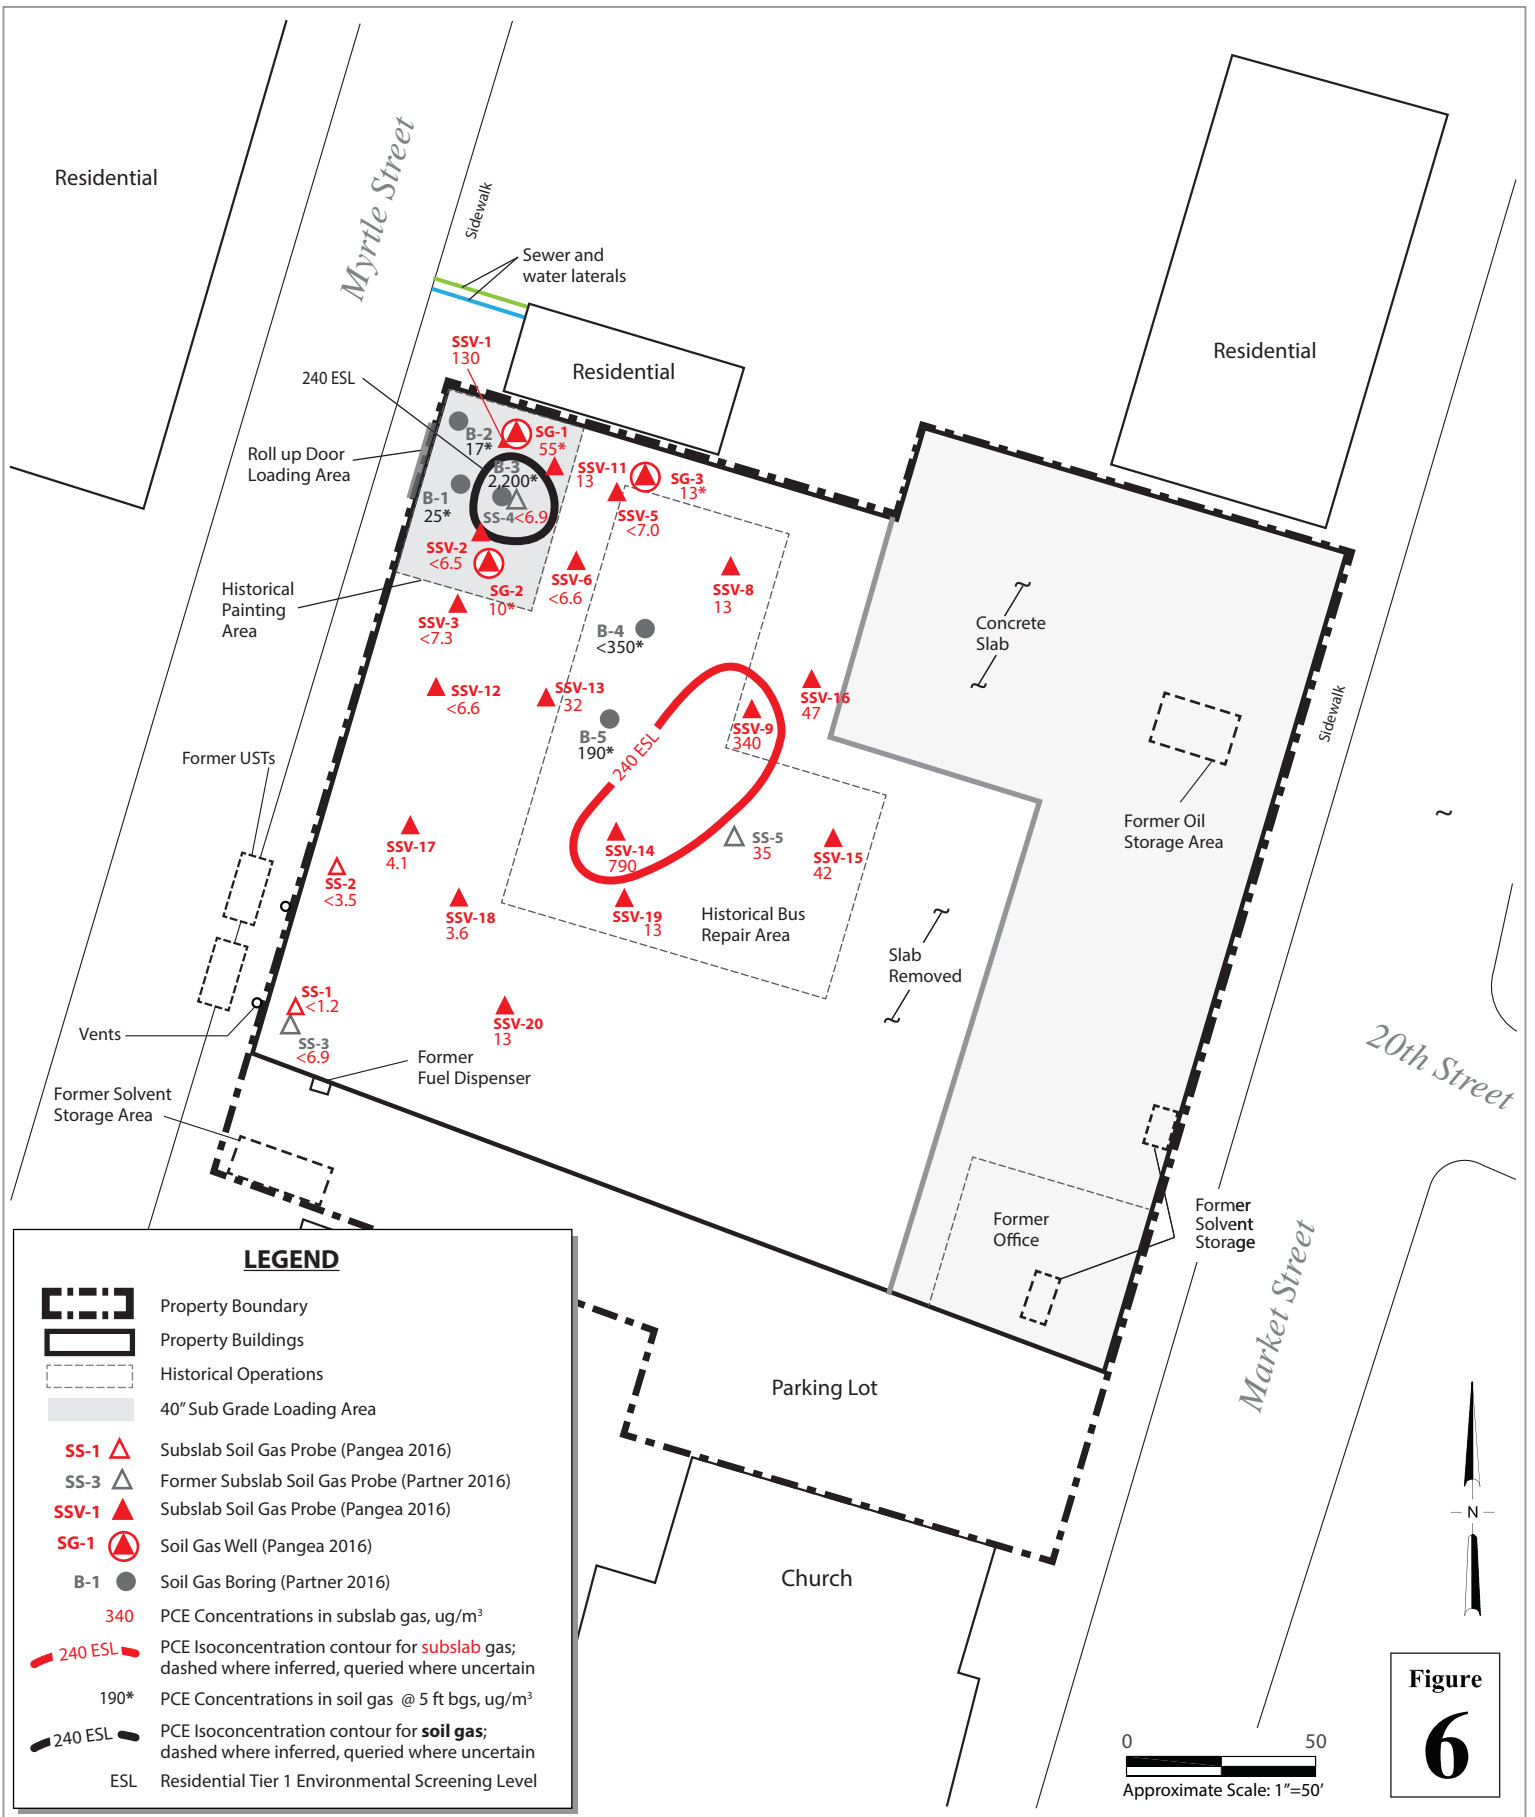 Residential
Myrtle Street
Sidewalk
Sewer and
water laterals
SSV-1
130
Residential
Residential
240 ESL
Roll up Door
Loading Area
B-2
17*
SG-1
55*
B-3
2,200*
SSV-11
13
SG-3
13*
B-1
25*
SS-4
<6.9
SSV-5
<7.0
SSV-2
<6.5
SSV-6
<6.6
SSV-8
13
SG-2
10*
Historical
Painting
Area
SSV-3
<7.3
B-4
<350*
Concrete
Slab
SSV-12
<6.6
SSV-13
32
SSV-16
47
Sidewalk
SSV-9
340
B-5
190*
240 ESL
Former USTs
Former Oil
Storage Area
SSV-17
4.1
SSV-14
790
SS-5
35
SSV-15
42
SS-2
<3.5
SSV-18
3.6
SSV-19
13
Historical Bus
Repair Area
Slab
Removed
SS-1
<1.2
SSV-20
13
Vents
SS-3
<6.9
Former
Fuel Dispenser
20th Street
Former Solvent
Storage Area
Former
Office
Former
Solvent
Storage
Market Street
Parking Lot
Church
LEGEND
Property Boundary
Property Buildings
Historical Operations
40” Sub Grade Loading Area
SS-1 Subslab Soil Gas Probe (Pangea 2016)
SS-3 Former Subslab Soil Gas Probe (Partner 2016)
SSV-1 Subslab Soil Gas Probe (Pangea 2016)
SG-1 Soil Gas Well (Pangea 2016)
B-1 Soil Gas Boring (Partner 2016)
340 PCE Concentrations in subslab gas, ug/m³
240 ESL PCE Isoconcentration contour for subslab gas;
dashed where inferred, queried where uncertain
190* PCE Concentrations in soil gas @ 5 ft bgs, ug/m³
240 ESL PCE Isoconcentration contour for soil gas;
dashed where inferred, queried where uncertain
ESL Residential Tier 1 Environmental Screening Level
N
0 50
Approximate Scale: 1”=50’
Figure
6